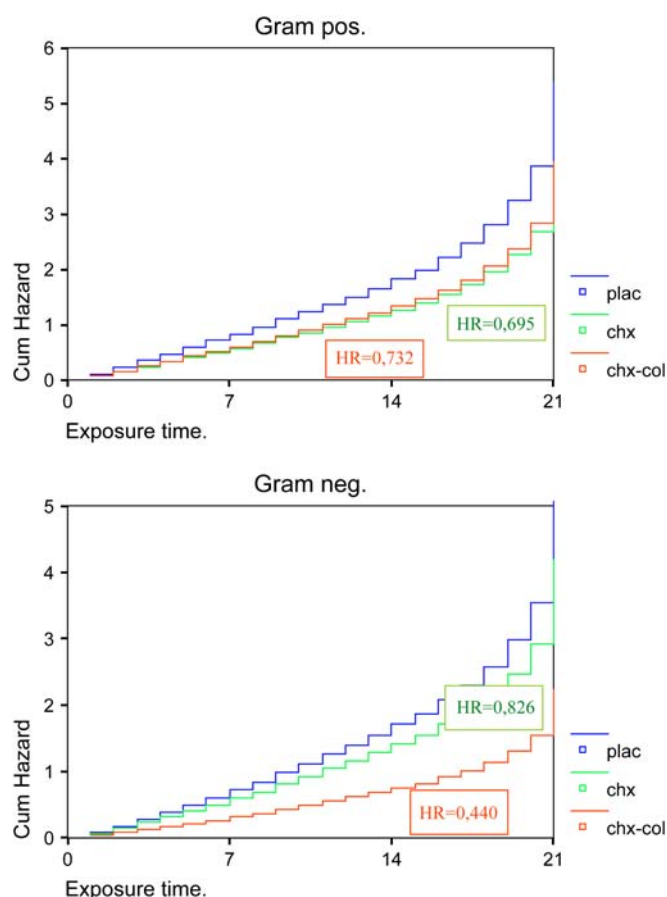 Gram pos.
6
5
4
3
2
1
0
Cum Hazard
HR=0,695
HR=0,732
plac
chx
chx-col
0 7 14 21
Exposure time.
Gram neg.
5
4
3
2
1
0
Cum Hazard
HR=0,826
HR=0,440
plac
chx
chx-col
0 7 14 21
Exposure time.